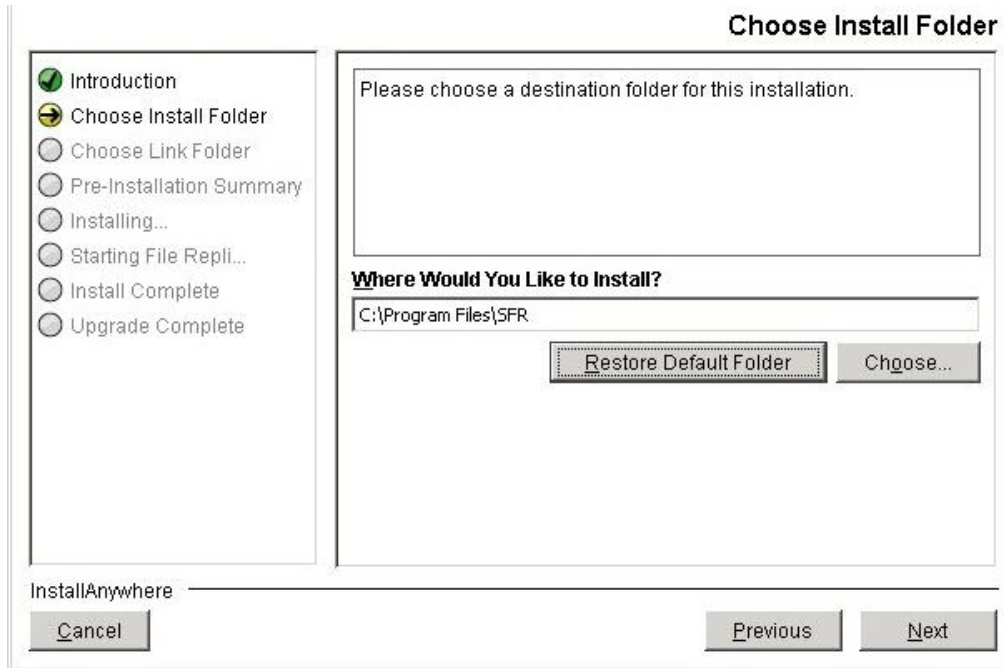 Choose Install Folder
Introduction
Choose Install Folder
Choose Link Folder
Pre-Installation Summary
Installing...
Starting File Repli...
Install Complete
Upgrade Complete
Please choose a destination folder for this installation.
Where Would You Like to Install?
C:\Program Files\SFR
Restore Default Folder
Choose...
InstallAnywhere
Cancel
Previous
Next